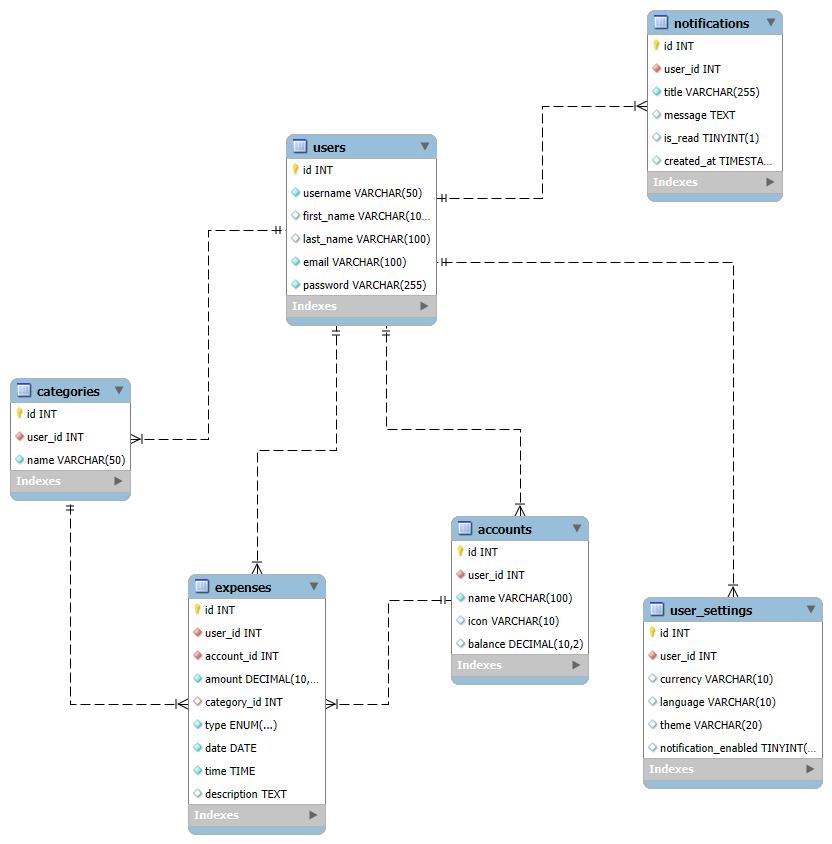 notifications
id INT
user_id INT
title VARCHAR(255)
message TEXT
is_read TINYINT(1)
created_at TIMESTA...
Indexes
users
id INT
username VARCHAR(50)
first_name VARCHAR(10...
last_name VARCHAR(100)
email VARCHAR(100)
password VARCHAR(255)
Indexes
categories
id INT
user_id INT
name VARCHAR(50)
Indexes
accounts
id INT
user_id INT
name VARCHAR(100)
icon VARCHAR(10)
balance DECIMAL(10,2)
Indexes
expenses
id INT
user_id INT
account_id INT
amount DECIMAL(10,...
category_id INT
type ENUM(...)
date DATE
time TIME
description TEXT
Indexes
user_settings
id INT
user_id INT
currency VARCHAR(10)
language VARCHAR(10)
theme VARCHAR(20)
notification_enabled TINYINT(...
Indexes